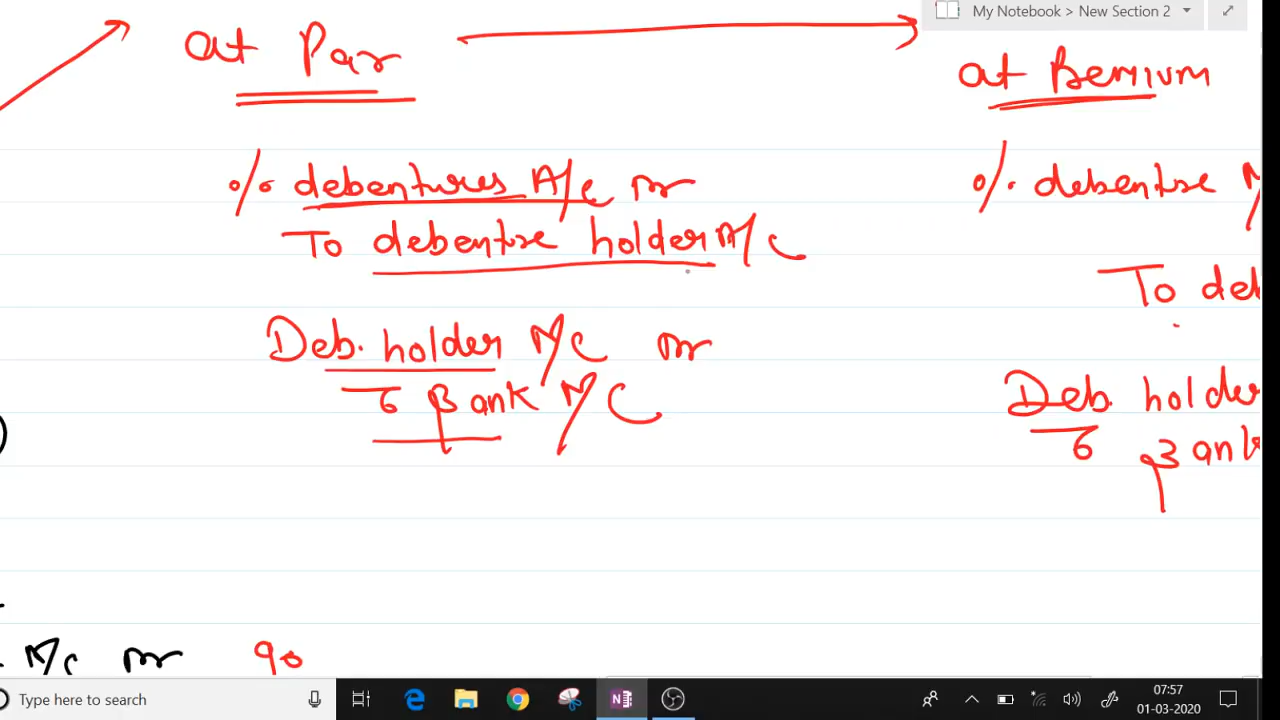 My Notebook > New Section 2
at Par
at Premium
% debentures A/c Dr
To debenture holder A/c
Deb. holder A/c Dr
To Bank A/c
% debenture A
To deb
Deb. holder
To Bank
A/c Dr 90
Type here to search
07:57
01-03-2020